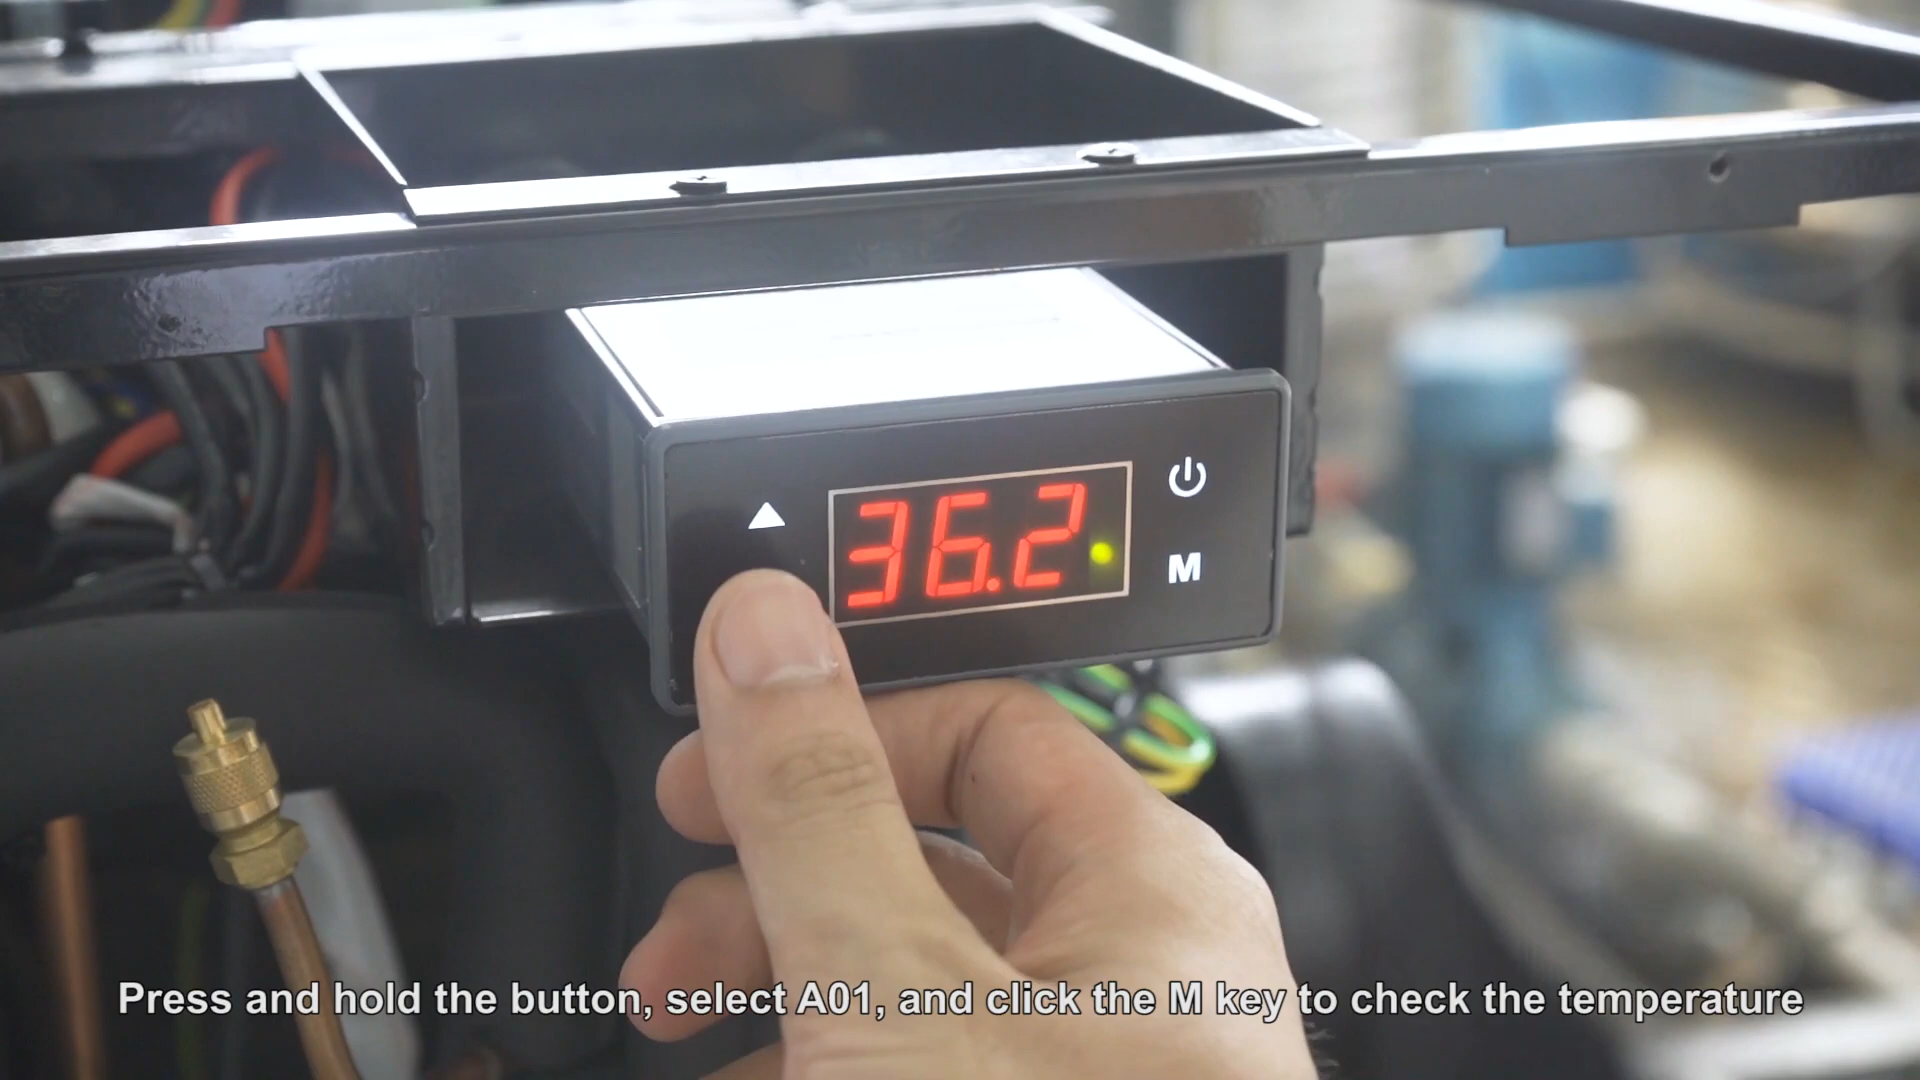 36.2
M
Press and hold the button, select A01, and click the M key to check the temperature